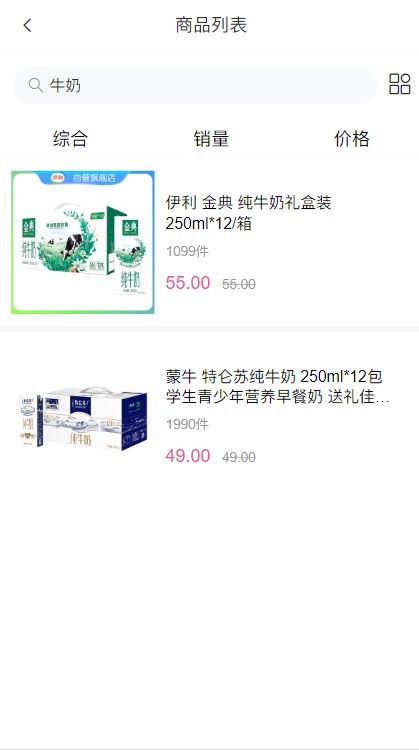 商品列表
牛奶
综合
销量
价格
伊利
自营旗舰店
金典
纯牛奶
伊利 金典 纯牛奶礼盒装
250ml*12/箱
1099件
55.00 55.00
蒙牛 特仑苏纯牛奶 250ml*12包
学生青少年营养早餐奶 送礼佳…
纯牛奶
1990件
49.00 49.00